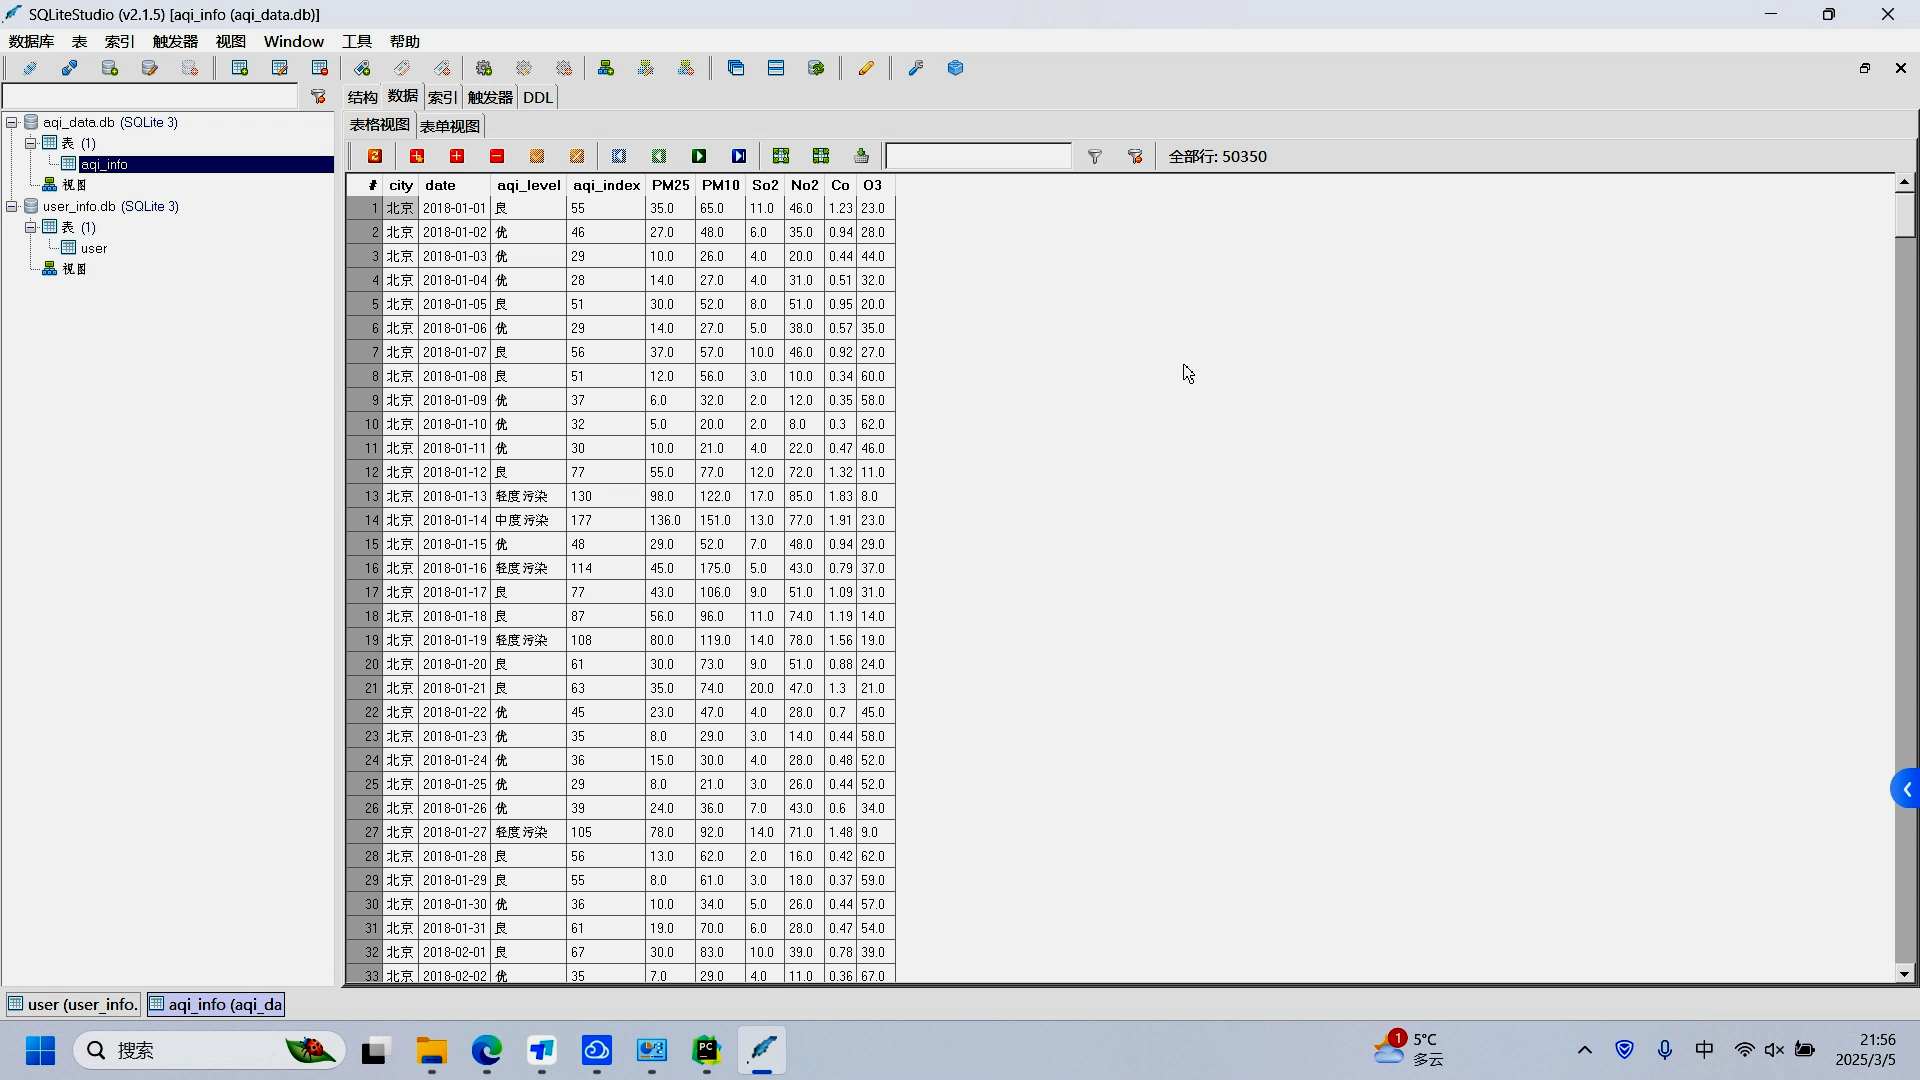 SQLiteStudio (v2.1.5) [aqi_info (aqi_data.db)]
数据库 表 索引 触发器 视图 Window 工具 帮助
结构 数据 索引 触发器 DDL
aqi_data.db (SQLite 3)
表 (1)
aqi_info
视图
user_info.db (SQLite 3)
表 (1)
user
视图
表格视图 表单视图
全部行: 50350
# city date aqi_level aqi_index PM25 PM10 So2 No2 Co O3
1 北京 2018-01-01 良 55 35.0 65.0 11.0 46.0 1.23 23.0
2 北京 2018-01-02 优 46 27.0 48.0 6.0 35.0 0.94 28.0
3 北京 2018-01-03 优 29 10.0 26.0 4.0 20.0 0.44 44.0
4 北京 2018-01-04 优 28 14.0 27.0 4.0 31.0 0.51 32.0
5 北京 2018-01-05 良 51 30.0 52.0 8.0 51.0 0.95 20.0
6 北京 2018-01-06 优 29 14.0 27.0 5.0 38.0 0.57 35.0
7 北京 2018-01-07 良 56 37.0 57.0 10.0 46.0 0.92 27.0
8 北京 2018-01-08 良 51 12.0 56.0 3.0 10.0 0.34 60.0
9 北京 2018-01-09 优 37 6.0 32.0 2.0 12.0 0.35 58.0
10 北京 2018-01-10 优 32 5.0 20.0 2.0 8.0 0.3 62.0
11 北京 2018-01-11 优 30 10.0 21.0 4.0 22.0 0.47 46.0
12 北京 2018-01-12 良 77 55.0 77.0 12.0 72.0 1.32 11.0
13 北京 2018-01-13 轻度污染 130 98.0 122.0 17.0 85.0 1.83 8.0
14 北京 2018-01-14 中度污染 177 136.0 151.0 13.0 77.0 1.91 23.0
15 北京 2018-01-15 优 48 29.0 52.0 7.0 48.0 0.94 29.0
16 北京 2018-01-16 轻度污染 114 45.0 175.0 5.0 43.0 0.79 37.0
17 北京 2018-01-17 良 77 43.0 106.0 9.0 51.0 1.09 31.0
18 北京 2018-01-18 良 87 56.0 96.0 11.0 74.0 1.19 14.0
19 北京 2018-01-19 轻度污染 108 80.0 119.0 14.0 78.0 1.56 19.0
20 北京 2018-01-20 良 61 30.0 73.0 9.0 51.0 0.88 24.0
21 北京 2018-01-21 良 63 35.0 74.0 20.0 47.0 1.3 21.0
22 北京 2018-01-22 优 45 23.0 47.0 4.0 28.0 0.7 45.0
23 北京 2018-01-23 优 35 8.0 29.0 3.0 14.0 0.44 58.0
24 北京 2018-01-24 优 36 15.0 30.0 4.0 28.0 0.48 52.0
25 北京 2018-01-25 优 29 8.0 21.0 3.0 26.0 0.44 52.0
26 北京 2018-01-26 优 39 24.0 36.0 7.0 43.0 0.6 34.0
27 北京 2018-01-27 轻度污染 105 78.0 92.0 14.0 71.0 1.48 9.0
28 北京 2018-01-28 良 56 13.0 62.0 2.0 16.0 0.42 62.0
29 北京 2018-01-29 良 55 8.0 61.0 3.0 18.0 0.37 59.0
30 北京 2018-01-30 优 36 10.0 34.0 5.0 26.0 0.44 57.0
31 北京 2018-01-31 良 61 19.0 70.0 6.0 28.0 0.47 54.0
32 北京 2018-02-01 良 67 30.0 83.0 10.0 39.0 0.78 39.0
33 北京 2018-02-02 优 35 7.0 29.0 4.0 11.0 0.36 67.0
user (user_info. aqi_info (aqi_da
搜索
PC
1
5°C
多云
中
21:56
2025/3/5